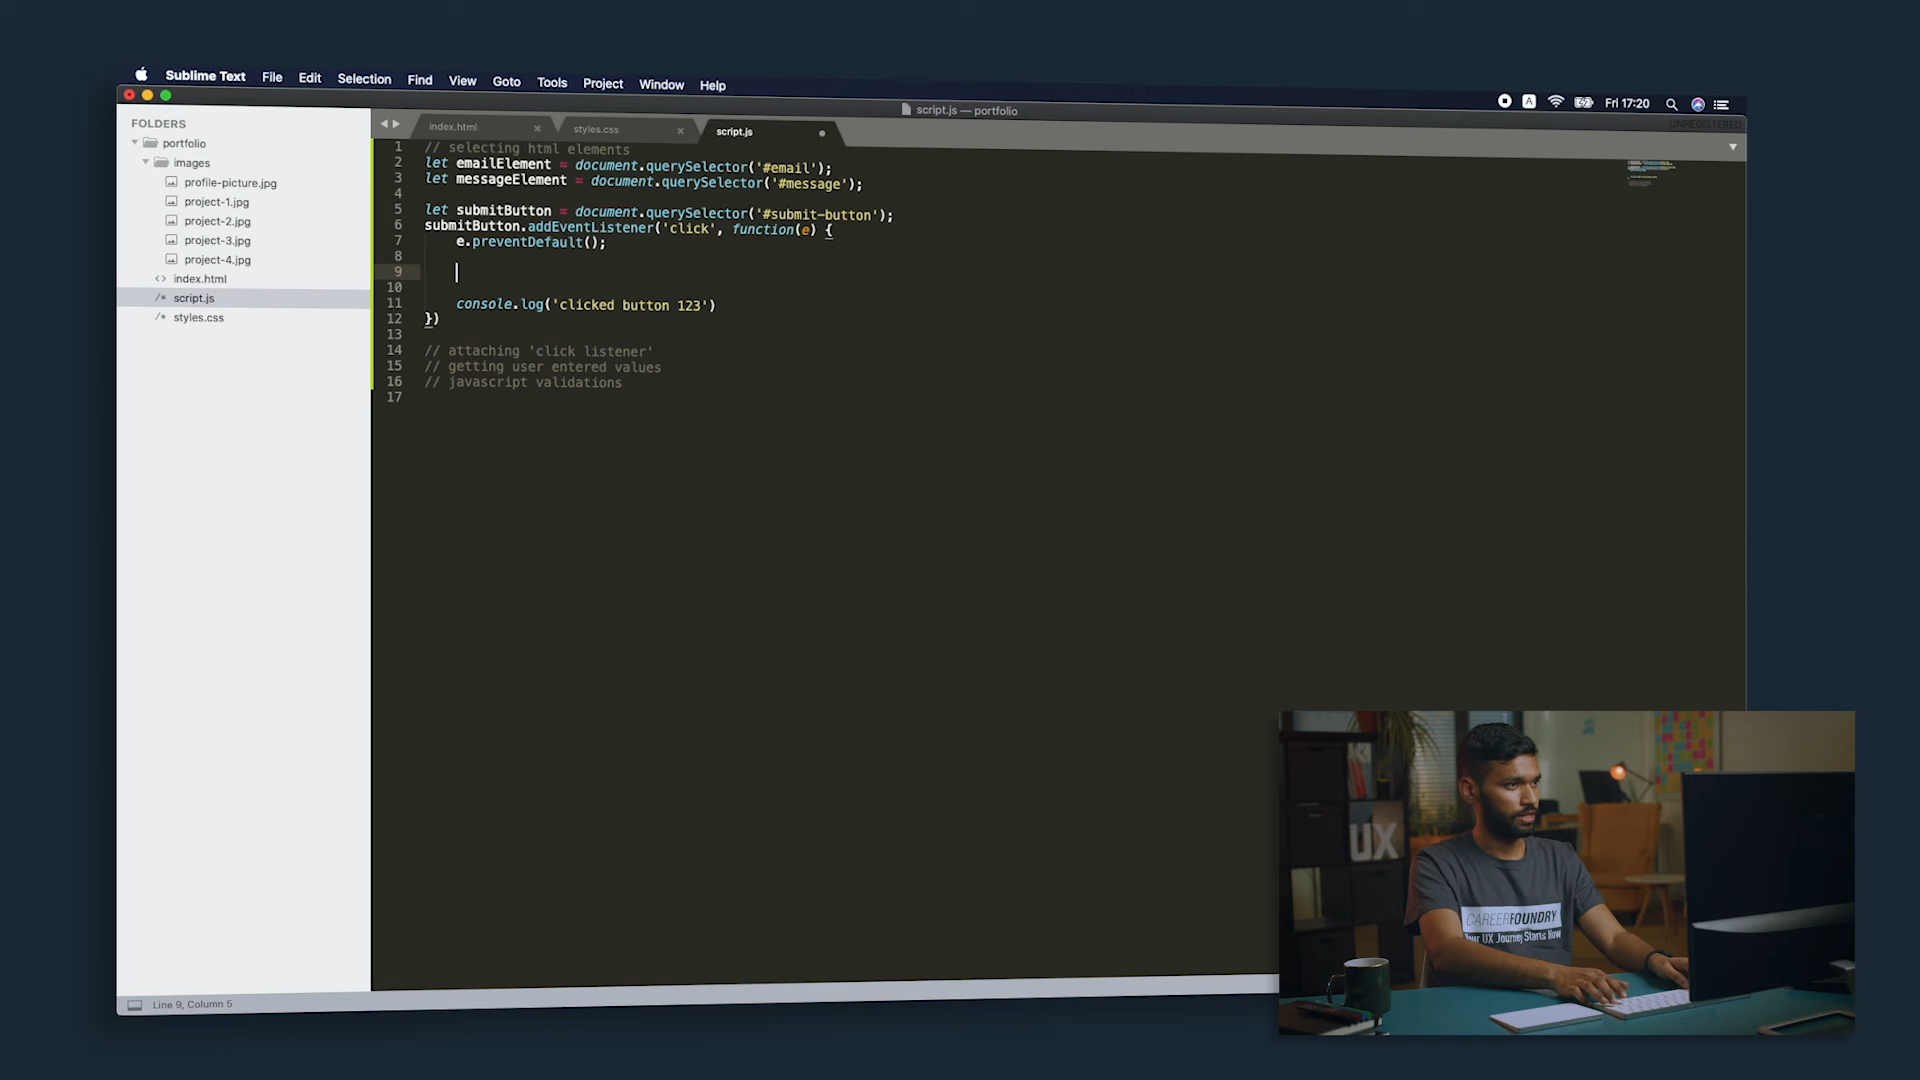 Sublime Text File Edit Selection Find View Goto Tools Project Window Help
A Fri 17:20
script.js — portfolio
UNREGISTERED
FOLDERS
portfolio
images
profile-picture.jpg
project-1.jpg
project-2.jpg
project-3.jpg
project-4.jpg
<> index.html
/* script.js
/* styles.css
index.html × styles.css × script.js
1 // selecting html elements
2 let emailElement = document.querySelector('#email');
3 let messageElement = document.querySelector('#message');
4
5 let submitButton = document.querySelector('#submit-button');
6 submitButton.addEventListener('click', function(e) {
7 e.preventDefault();
8
9
10
11 console.log('clicked button 123')
12 })
13
14 // attaching 'click listener'
15 // getting user entered values
16 // javascript validations
17
Line 9, Column 5
UX
CAREERFOUNDRY
Your UX Journey Starts Now